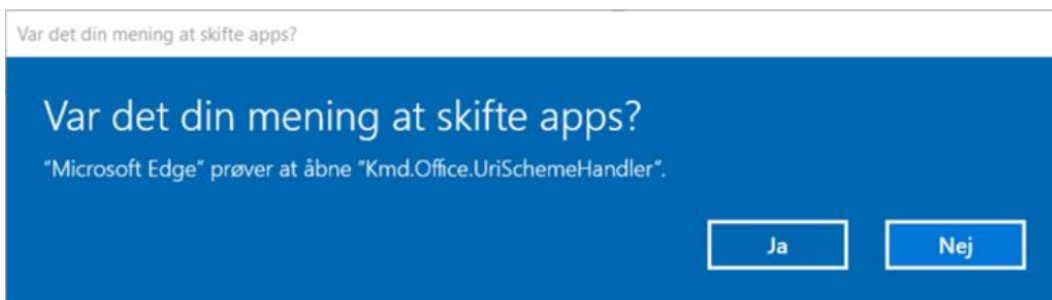 Var det din mening at skifte apps?
Var det din mening at skifte apps?
"Microsoft Edge" prøver at åbne "Kmd.Office.UriSchemeHandler".
Ja
Nej